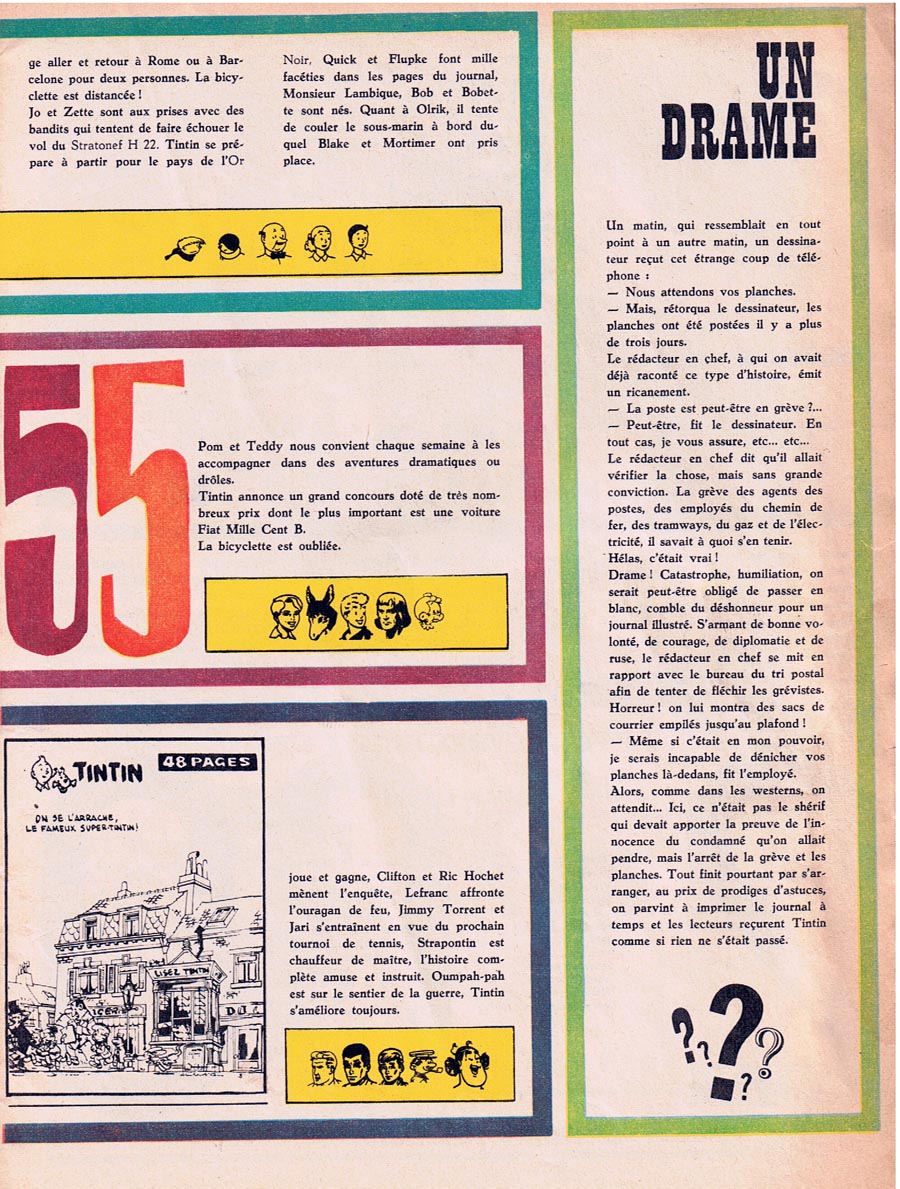 ge aller et retour à Rome ou à Bar-
celone pour deux personnes. La bicy-
clette est distancée !
Jo et Zette sont aux prises avec des
bandits qui tentent de faire échouer le
vol du Stratonef H 22. Tintin se pré-
pare à partir pour le pays de l'Or
Noir, Quick et Flupke font mille
facéties dans les pages du journal,
Monsieur Lambique, Bob et Bobet-
te sont nés. Quant à Olrik, il tente
de couler le sous-marin à bord du-
quel Blake et Mortimer ont pris
place.
55
Pom et Teddy nous convient chaque semaine à les
accompagner dans des aventures dramatiques ou
drôles.
Tintin annonce un grand concours doté de très nom-
breux prix dont le plus important est une voiture
Fiat Mille Cent B.
La bicyclette est oubliée.
TINTIN
48 PAGES
ON SE L'ARRACHE,
LE FAMEUX SUPER-TINTIN!
LISEZ TINTIN
joue et gagne, Clifton et Ric Hochet
mènent l'enquête, Lefranc affronte
l'ouragan de feu, Jimmy Torrent et
Jari s'entraînent en vue du prochain
tournoi de tennis, Strapontin est
chauffeur de maître, l'histoire com-
plète amuse et instruit. Oumpah-pah
est sur le sentier de la guerre, Tintin
s'améliore toujours.
UN
DRAME
Un matin, qui ressemblait en tout
point à un autre matin, un dessina-
teur reçut cet étrange coup de télé-
phone :
— Nous attendons vos planches.
— Mais, rétorqua le dessinateur, les
planches ont été postées il y a plus
de trois jours.
Le rédacteur en chef, à qui on avait
déjà raconté ce type d'histoire, émit
un ricanement.
— La poste est peut-être en grève ?...
— Peut-être, fit le dessinateur. En
tout cas, je vous assure, etc... etc...
Le rédacteur en chef dit qu'il allait
vérifier la chose, mais sans grande
conviction. La grève des agents des
postes, des employés du chemin de
fer, des tramways, du gaz et de l'élec-
tricité, il savait à quoi s'en tenir.
Hélas, c'était vrai !
Drame ! Catastrophe, humiliation, on
serait peut-être obligé de passer en
blanc, comble du déshonneur pour un
journal illustré. S'armant de bonne vo-
lonté, de courage, de diplomatie et de
ruse, le rédacteur en chef se mit en
rapport avec le bureau du tri postal
afin de tenter de fléchir les grévistes.
Horreur ! on lui montra des sacs de
courrier empilés jusqu'au plafond !
— Même si c'était en mon pouvoir,
je serais incapable de dénicher vos
planches là-dedans, fit l'employé.
Alors, comme dans les westerns, on
attendit... Ici, ce n'était pas le shérif
qui devait apporter la preuve de l'in-
nocence du condamné qu'on allait
pendre, mais l'arrêt de la grève et les
planches. Tout finit pourtant par s'ar-
ranger, au prix de prodiges d'astuces,
on parvint à imprimer le journal à
temps et les lecteurs reçurent Tintin
comme si rien ne s'était passé.
? ? ? ? ?